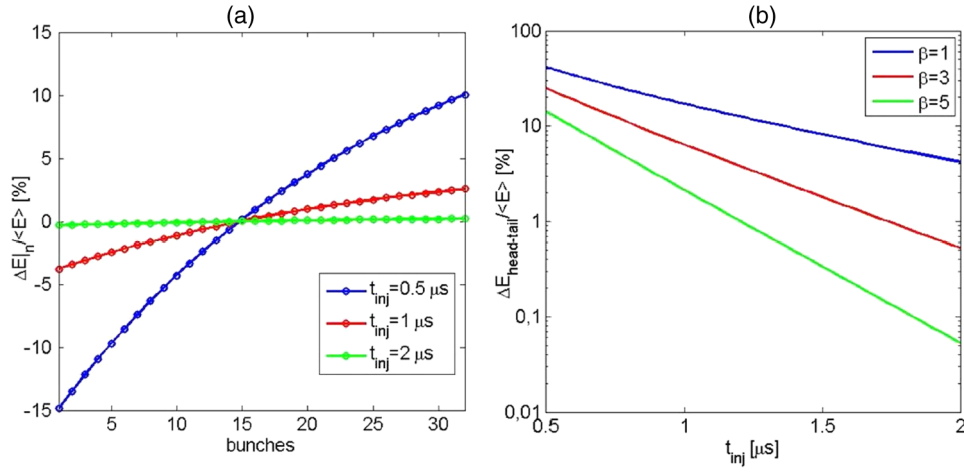 (a)
ΔE|n/<E> [%]
10
5
0
-5
-10
-15
5
10
15
20
25
30
bunches
tinj=0.5 μs
tinj=1 μs
tinj=2 μs
(b)
ΔEhead-tail/<E> [%]
100
10
1
0,1
0,01
0.5
1
1.5
2
tinj [μs]
β=1
β=3
β=5